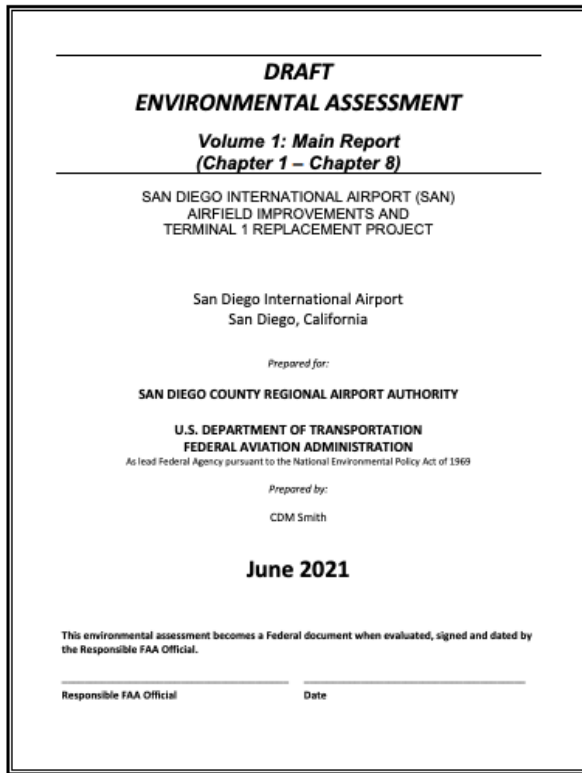 DRAFT
ENVIRONMENTAL ASSESSMENT
Volume 1: Main Report
(Chapter 1 – Chapter 8)
SAN DIEGO INTERNATIONAL AIRPORT (SAN)
AIRFIELD IMPROVEMENTS AND
TERMINAL 1 REPLACEMENT PROJECT
San Diego International Airport
San Diego, California
Prepared for:
SAN DIEGO COUNTY REGIONAL AIRPORT AUTHORITY
U.S. DEPARTMENT OF TRANSPORTATION
FEDERAL AVIATION ADMINISTRATION
As lead Federal Agency pursuant to the National Environmental Policy Act of 1969
Prepared by:
CDM Smith
June 2021
This environmental assessment becomes a Federal document when evaluated, signed and dated by
the Responsible FAA Official.
Responsible FAA Official Date